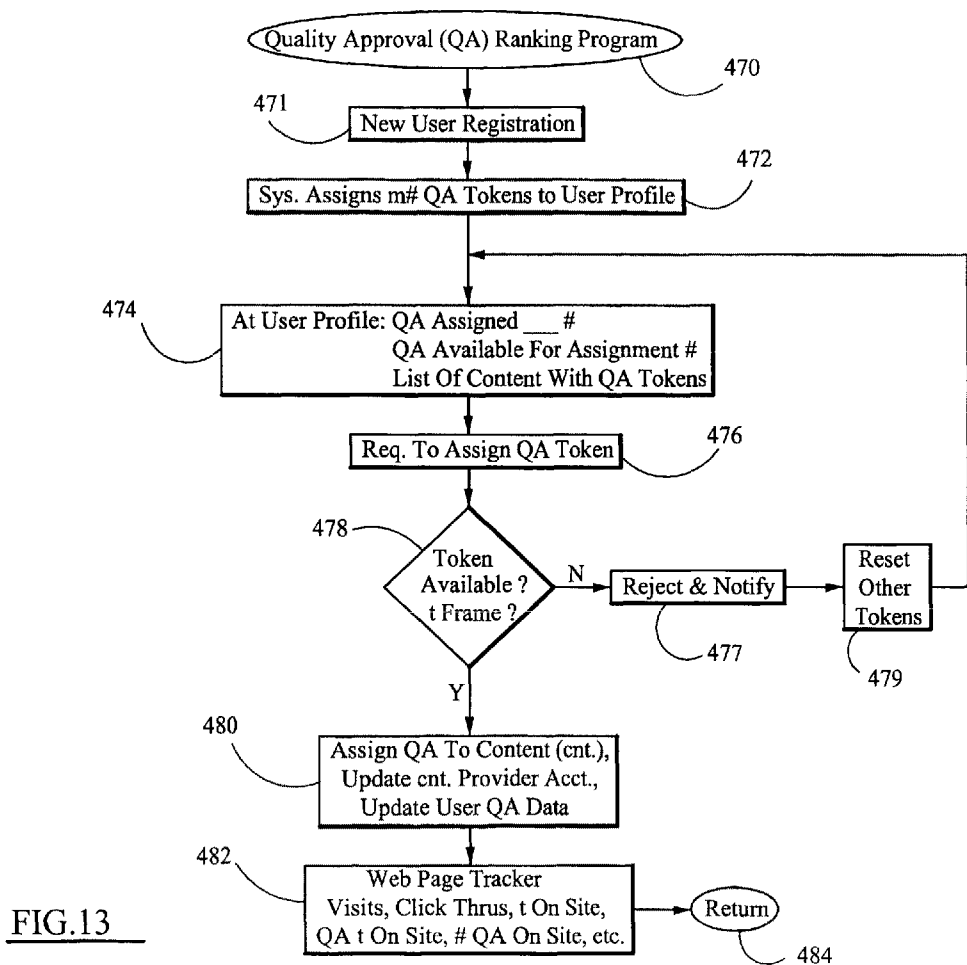 Quality Approval (QA) Ranking Program
470
471
New User Registration
472
Sys. Assigns m# QA Tokens to User Profile
474
At User Profile: QA Assigned ___ #
QA Available For Assignment #
List Of Content With QA Tokens
Req. To Assign QA Token
476
478
Token
Available ?
t Frame ?
N
Reject & Notify
477
Reset
Other
Tokens
479
Y
480
Assign QA To Content (cnt.),
Update cnt. Provider Acct.,
Update User QA Data
482
Web Page Tracker
Visits, Click Thrus, t On Site,
QA t On Site, # QA On Site, etc.
Return
484
FIG.13